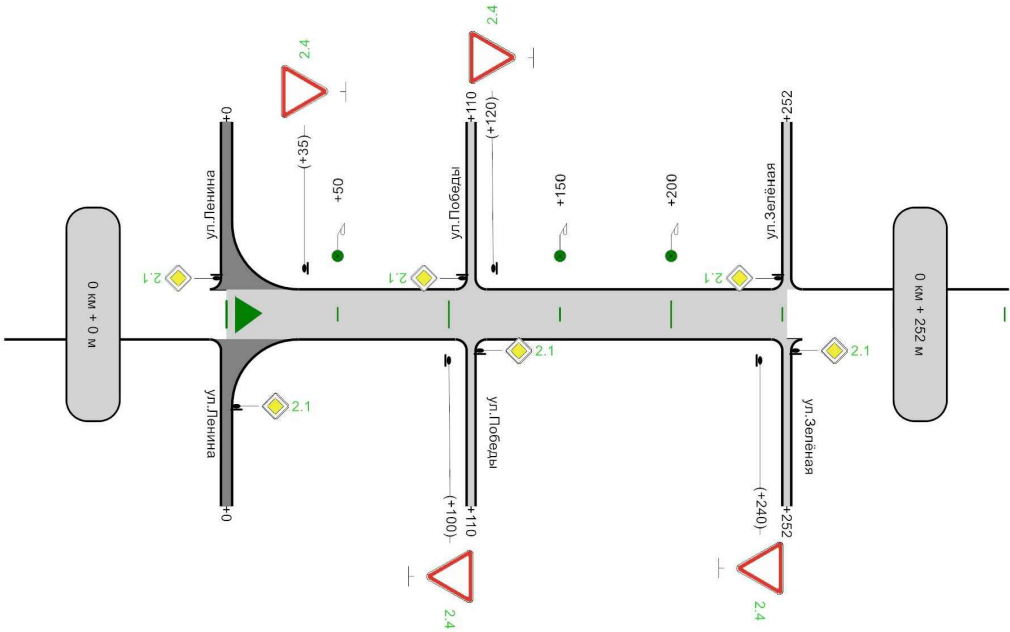 2.4
2.4
+0
(+35)
+50
+110
(+120)
+150
+200
+252
ул.Ленина
ул.Победы
ул.Зелёная
2.1
2.1
2.1
0 км + 0 м
0 км + 252 м
2.1
2.1
2.1
ул.Ленина
ул.Победы
ул.Зелёная
+0
(+100)
+110
(+240)
+252
2.4
2.4